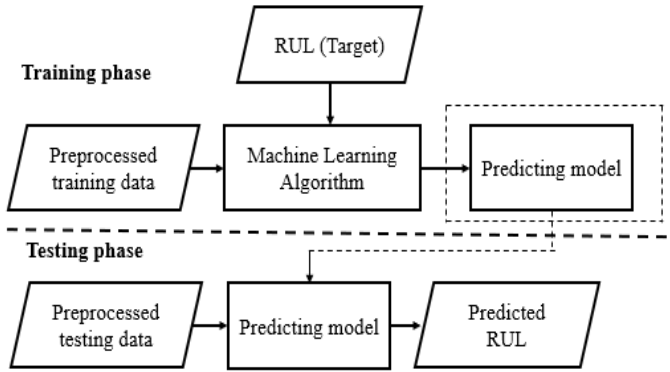 RUL (Target)
Training phase
Preprocessed
training data
Machine Learning
Algorithm
Predicting model
Testing phase
Preprocessed
testing data
Predicting model
Predicted
RUL